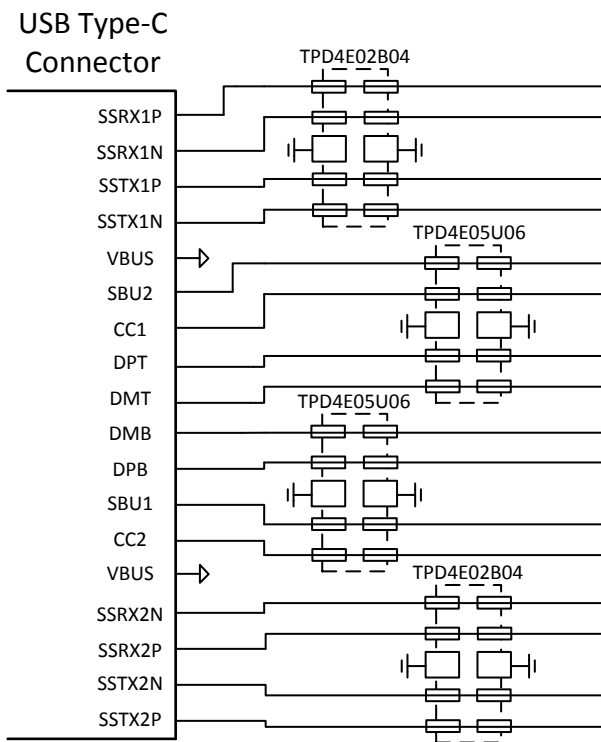 USB Type-C
Connector
TPD4E02B04
SSRX1P
SSRX1N
SSTX1P
SSTX1N
TPD4E05U06
VBUS
SBU2
CC1
DPT
DMT
TPD4E05U06
DMB
DPB
SBU1
CC2
VBUS
TPD4E02B04
SSRX2N
SSRX2P
SSTX2N
SSTX2P